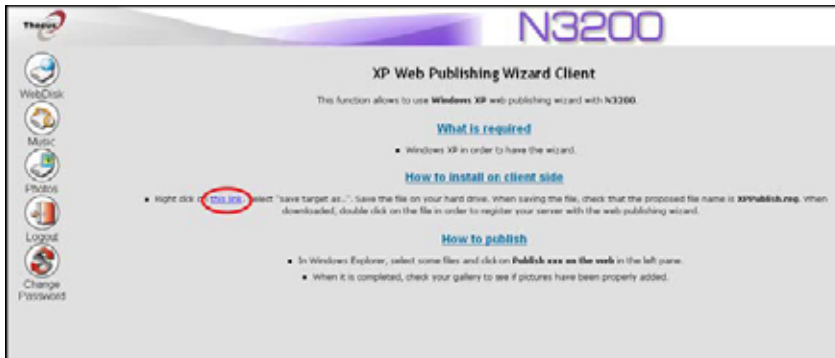 Thecus
N3200
WebDisk
Music
Photos
Logout
Change
Password
XP Web Publishing Wizard Client
This function allows to use Windows XP web publishing wizard with N3200.
What is required
Windows XP in order to have the wizard.
How to install on client side
Right click on this link. Select "save target as..". Save the file on your hard drive. When saving the file, check that the proposed file name is XPPublish.reg. When
downloaded, double click on the file in order to register your server with the web publishing wizard.
How to publish
In Windows Explorer, select some files and click on Publish xxx on the web in the left pane.
When it is completed, check your gallery to see if pictures have been properly added.